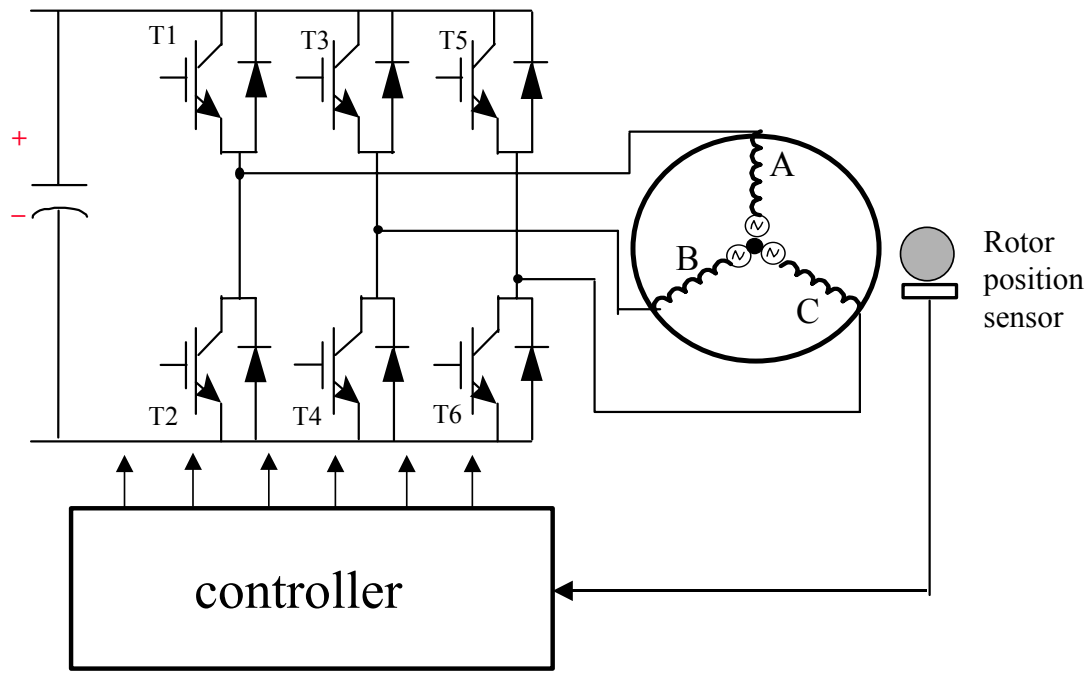 T1
T3
T5
+
−
A
B
C
Rotor
position
sensor
T2
T4
T6
controller